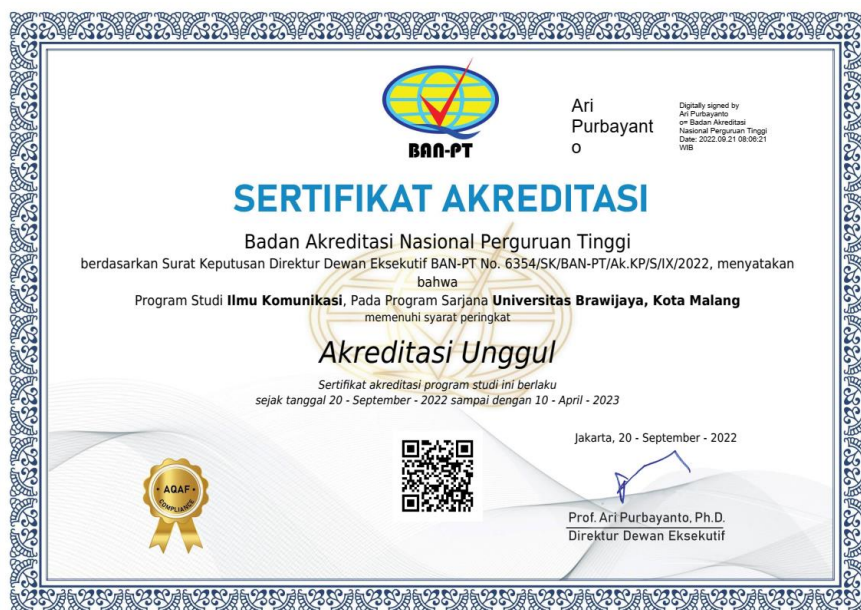 BAN-PT
Ari
Purbayant
o
Digitally signed by
Ari Purbayanto
o= Badan Akreditasi
Nasional Perguruan Tinggi
Date: 2022.09.21 08:06:21
WIB
SERTIFIKAT AKREDITASI
Badan Akreditasi Nasional Perguruan Tinggi
berdasarkan Surat Keputusan Direktur Dewan Eksekutif BAN-PT No. 6354/SK/BAN-PT/Ak.KP/S/IX/2022, menyatakan
bahwa
Program Studi Ilmu Komunikasi, Pada Program Sarjana Universitas Brawijaya, Kota Malang
memenuhi syarat peringkat
Akreditasi Unggul
Sertifikat akreditasi program studi ini berlaku
sejak tanggal 20 - September - 2022 sampai dengan 10 - April - 2023
Jakarta, 20 - September - 2022
AQAF
COMPLIANCE
Prof. Ari Purbayanto, Ph.D.
Direktur Dewan Eksekutif